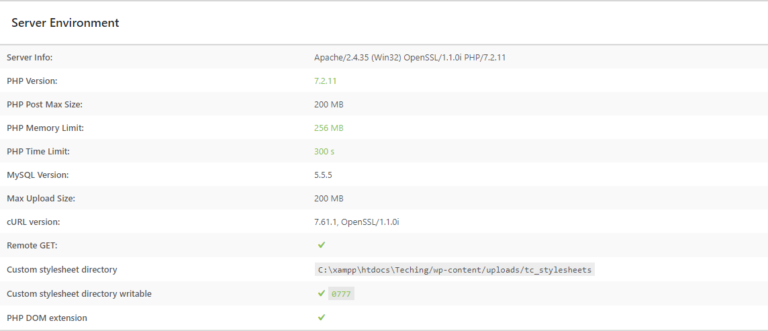 Server Environment
Server Info: Apache/2.4.35 (Win32) OpenSSL/1.1.0i PHP/7.2.11
PHP Version: 7.2.11
PHP Post Max Size: 200 MB
PHP Memory Limit: 256 MB
PHP Time Limit: 300 s
MySQL Version: 5.5.5
Max Upload Size: 200 MB
cURL version: 7.61.1, OpenSSL/1.1.0i
Remote GET: ✔
Custom stylesheet directory C:\xampp\htdocs\Teching/wp-content/uploads/tc_stylesheets
Custom stylesheet directory writable ✔ 0777
PHP DOM extension ✔